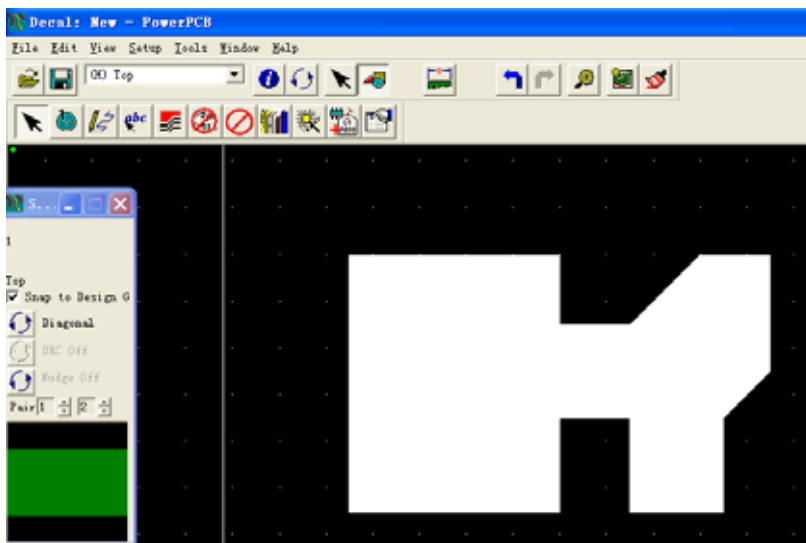 Decal: New - PowerPCB
File Edit View Setup Tools Window Help
(H) Top
abc
S...
1
Top
Snap to Design G
Diagonal
DRC Off
Nudge Off
Pair 1 2